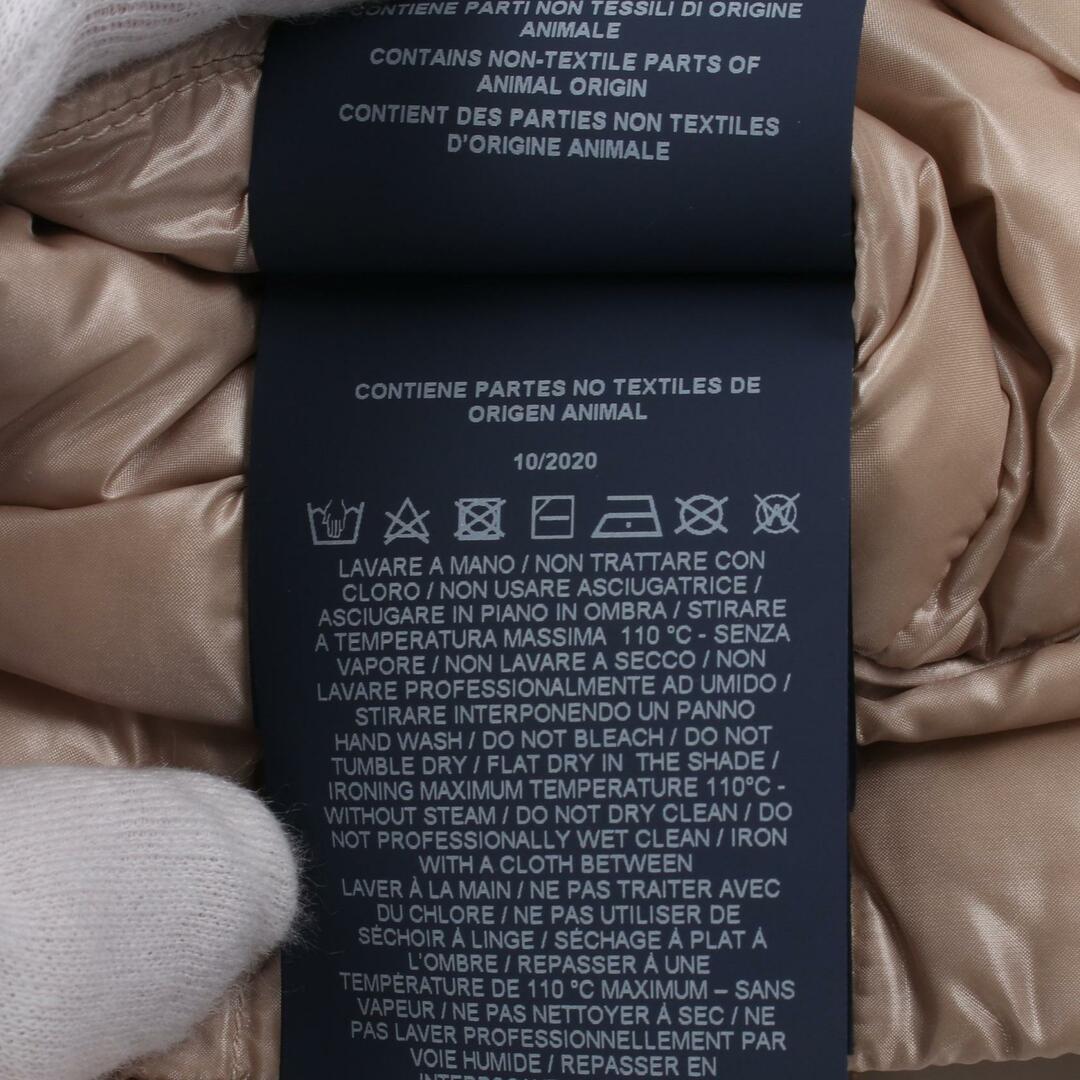 CONTIENE PARTI NON TESSILI DI ORIGINE
ANIMALE
CONTAINS NON-TEXTILE PARTS OF
ANIMAL ORIGIN
CONTIENT DES PARTIES NON TEXTILES
D'ORIGINE ANIMALE
CONTIENE PARTES NO TEXTILES DE
ORIGEN ANIMAL
10/2020
LAVARE A MANO / NON TRATTARE CON
CLORO / NON USARE ASCIUGATRICE /
ASCIUGARE IN PIANO IN OMBRA / STIRARE
A TEMPERATURA MASSIMA 110 °C - SENZA
VAPORE / NON LAVARE A SECCO / NON
LAVARE PROFESSIONALMENTE AD UMIDO /
STIRARE INTERPONENDO UN PANNO
HAND WASH / DO NOT BLEACH / DO NOT
TUMBLE DRY / FLAT DRY IN THE SHADE /
IRONING MAXIMUM TEMPERATURE 110°C -
WITHOUT STEAM / DO NOT DRY CLEAN / DO
NOT PROFESSIONALLY WET CLEAN / IRON
WITH A CLOTH BETWEEN
LAVER À LA MAIN / NE PAS TRAITER AVEC
DU CHLORE / NE PAS UTILISER DE
SÉCHOIR À LINGE / SÉCHAGE À PLAT À
L'OMBRE / REPASSER À UNE
TEMPÉRATURE DE 110 °C MAXIMUM – SANS
VAPEUR / NE PAS NETTOYER À SEC / NE
PAS LAVER PROFESSIONNELLEMENT PAR
VOIE HUMIDE / REPASSER EN